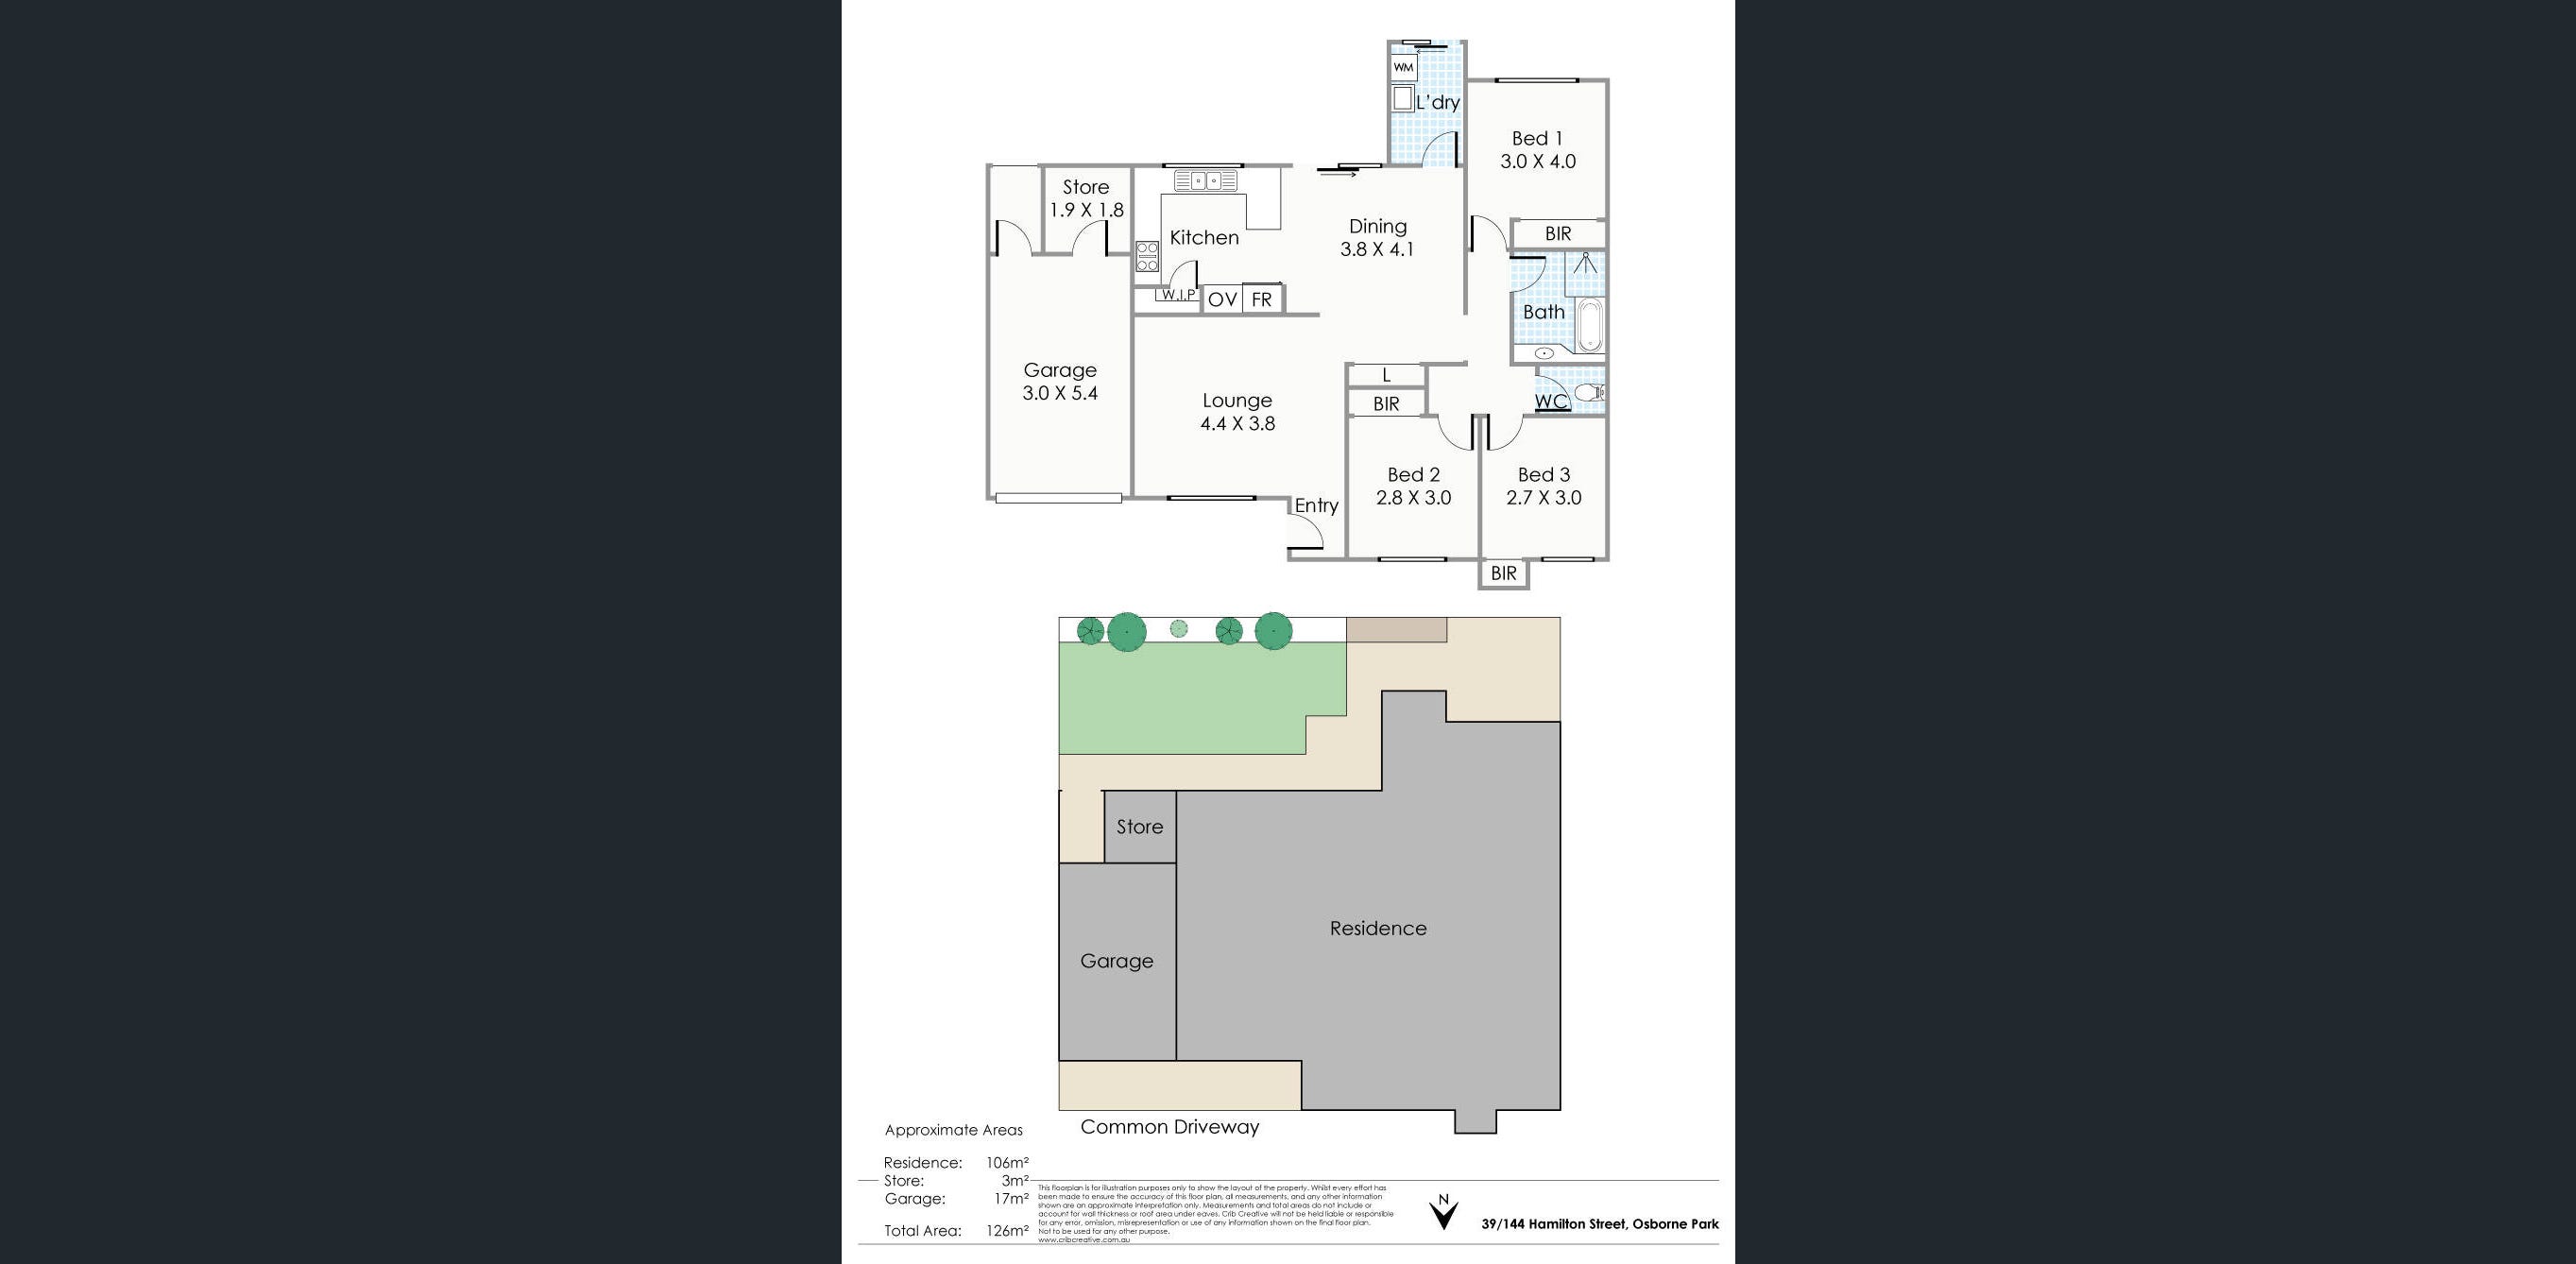 WM
L'dry
Bed 1
3.0 X 4.0
Store
1.9 X 1.8
Kitchen
Dining
3.8 X 4.1
BIR
W.I.P
OV
FR
Bath
Garage
3.0 X 5.4
Lounge
4.4 X 3.8
L
BIR
WC
Bed 2
2.8 X 3.0
Bed 3
2.7 X 3.0
Entry
BIR
Store
Residence
Garage
Common Driveway
Approximate Areas
Residence: 106m²
Store: 3m²
Garage: 17m²
Total Area: 126m²
This floorplan is for illustration purposes only to show the layout of the property. Whilst every effort has
been made to ensure the accuracy of this floor plan, all measurements, and any other information
shown are an approximate interpretation only. Measurements and total areas do not include or
account for wall thickness or roof area under eaves. Crib Creative will not be held liable or responsible
for any error, omission, misrepresentation or use of any information shown on the final floor plan.
Not to be used for any other purpose.
www.cribcreative.com.au
N
39/144 Hamilton Street, Osborne Park